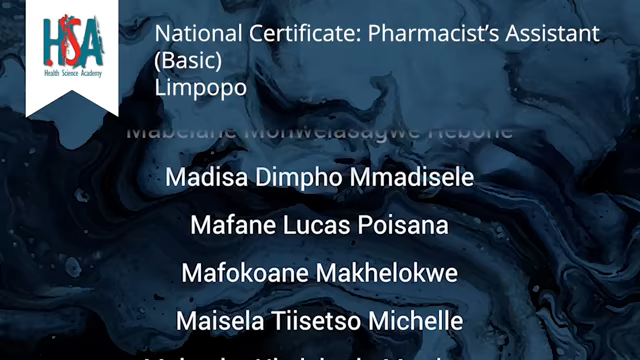 HSA
Health Science Academy
National Certificate: Pharmacist's Assistant
(Basic)
Limpopo
Madisa Dimpho Mmadisele
Mafane Lucas Poisana
Mafokoane Makhelokwe
Maisela Tiisetso Michelle